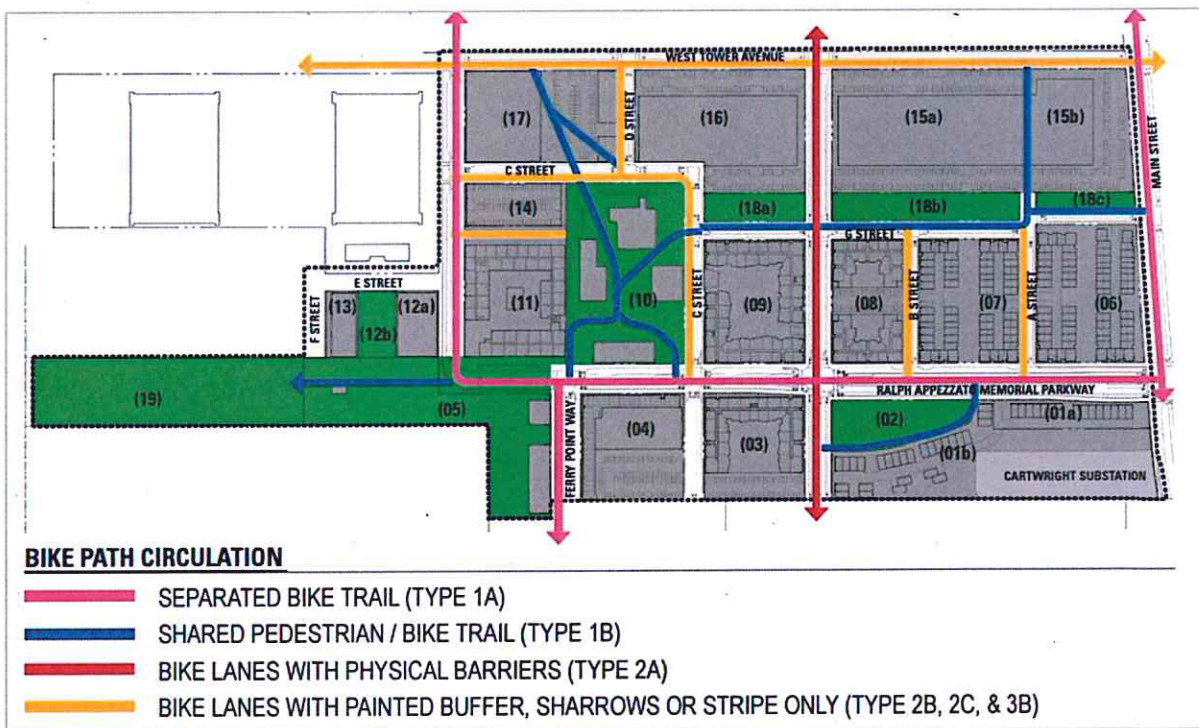 WEST TOWER AVENUE
(17)
D STREET
(16)
(15a)
(15b)
MAIN STREET
C STREET
(14)
(18a)
(18b)
(18c)
G STREET
E STREET
F STREET
(13)
(12b)
(12a)
(11)
(10)
C STREET
(09)
(08)
B STREET
(07)
A STREET
(06)
RALPH APPEZZATO MEMORIAL PARKWAY
(19)
(05)
FERRY POINT WAY
(04)
(03)
(02)
(01a)
(01b)
CARTWRIGHT SUBSTATION
BIKE PATH CIRCULATION
SEPARATED BIKE TRAIL (TYPE 1A)
SHARED PEDESTRIAN / BIKE TRAIL (TYPE 1B)
BIKE LANES WITH PHYSICAL BARRIERS (TYPE 2A)
BIKE LANES WITH PAINTED BUFFER, SHARROWS OR STRIPE ONLY (TYPE 2B, 2C, & 3B)